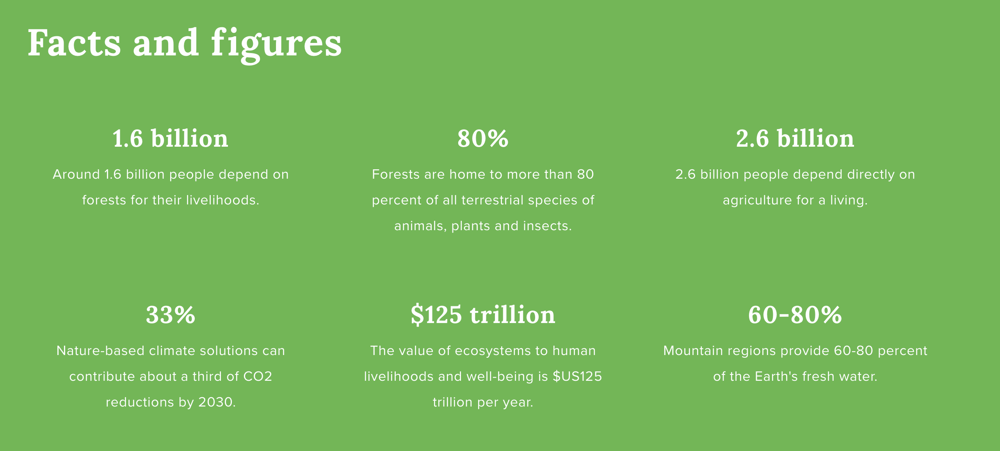 Facts and figures
1.6 billion
Around 1.6 billion people depend on
forests for their livelihoods.
80%
Forests are home to more than 80
percent of all terrestrial species of
animals, plants and insects.
2.6 billion
2.6 billion people depend directly on
agriculture for a living.
33%
Nature-based climate solutions can
contribute about a third of CO2
reductions by 2030.
$125 trillion
The value of ecosystems to human
livelihoods and well-being is $US125
trillion per year.
60-80%
Mountain regions provide 60-80 percent
of the Earth's fresh water.